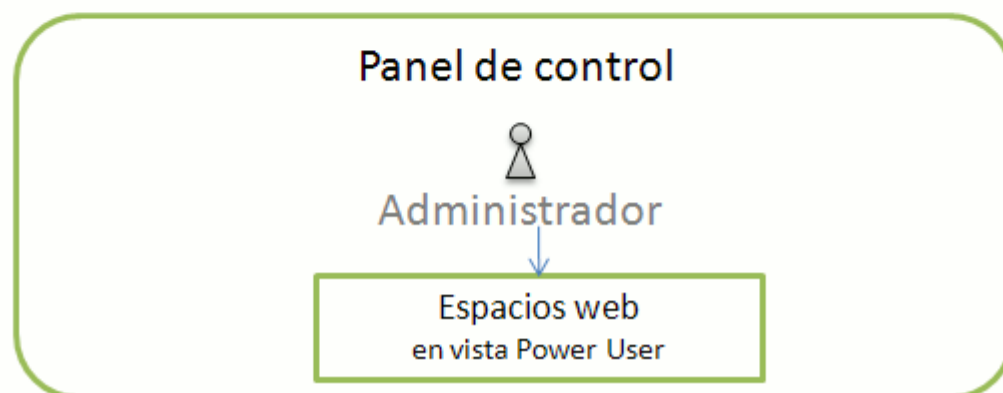 Panel de control
Administrador
Espacios web
en vista Power User